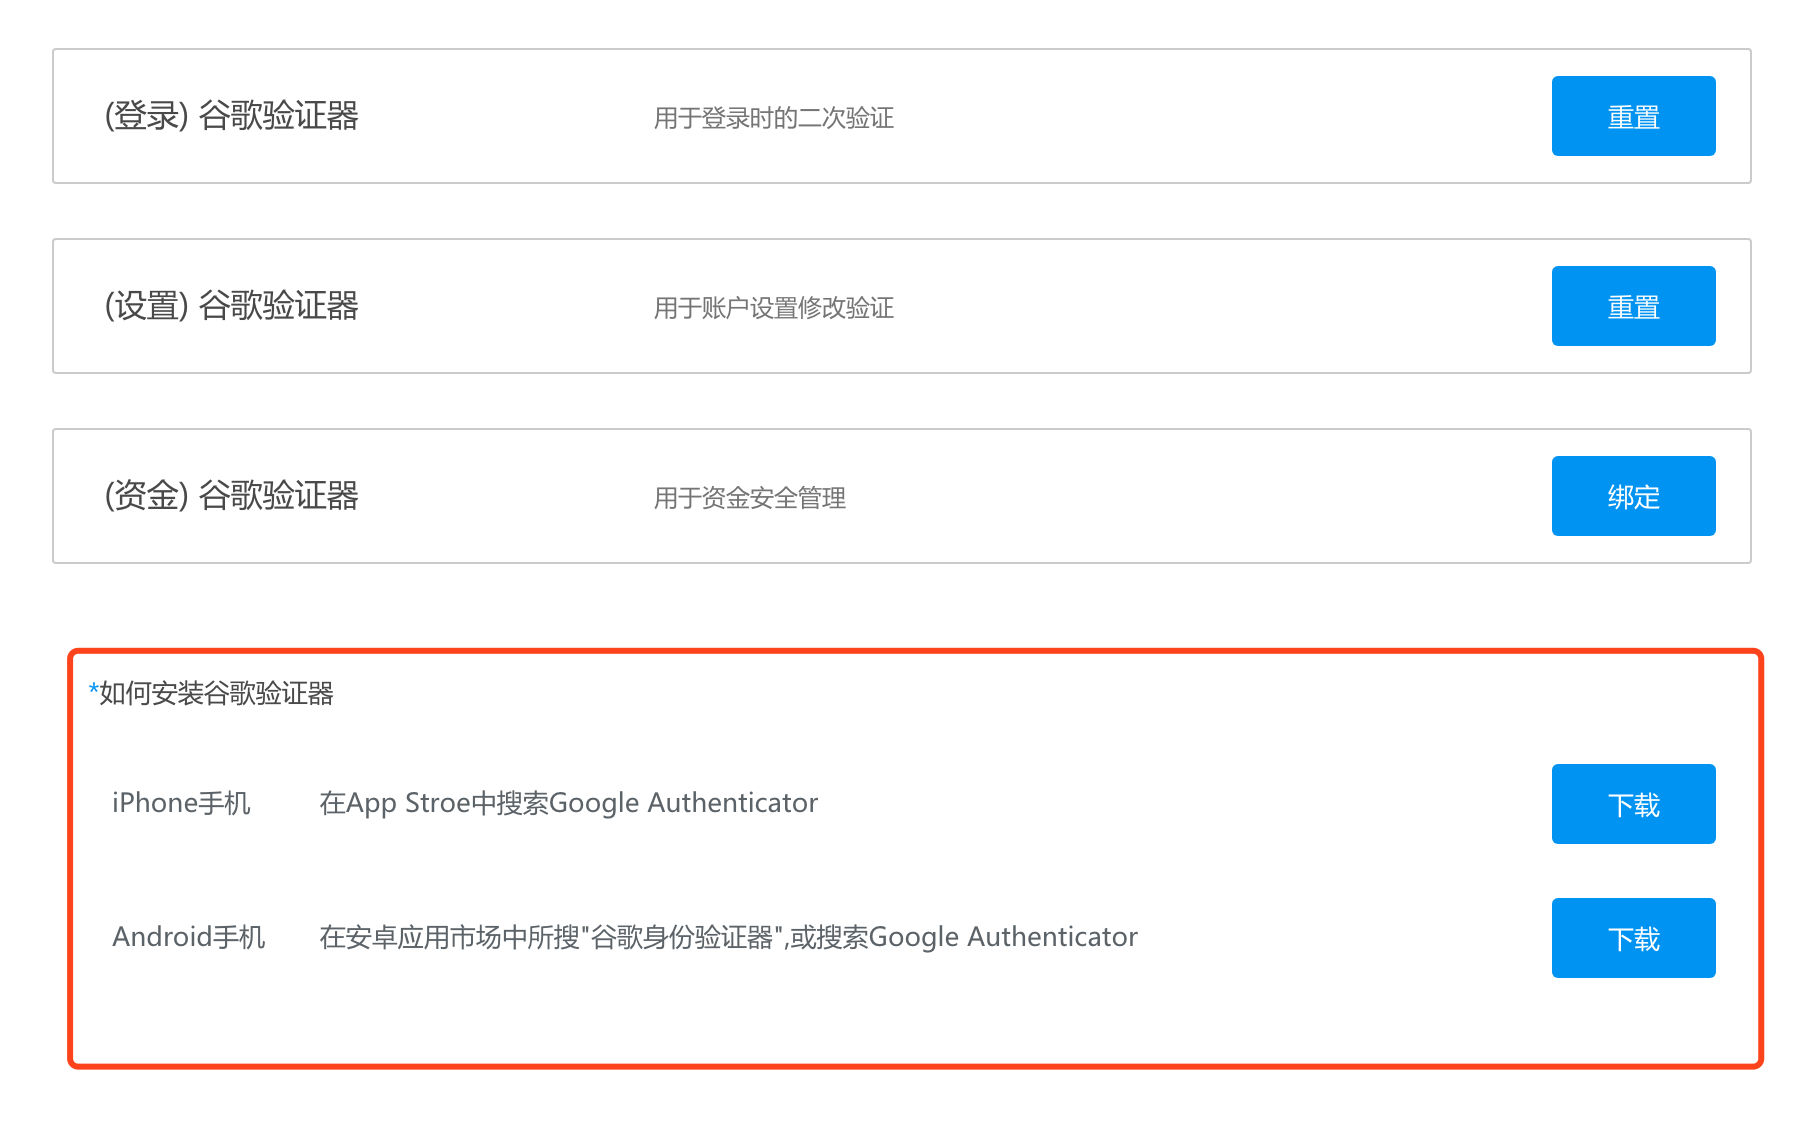 (登录) 谷歌验证器 用于登录时的二次验证 重置
(设置) 谷歌验证器 用于账户设置修改验证 重置
(资金) 谷歌验证器 用于资金安全管理 绑定
*如何安装谷歌验证器
iPhone手机 在App Stroe中搜索Google Authenticator 下载
Android手机 在安卓应用市场中所搜"谷歌身份验证器",或搜索Google Authenticator 下载